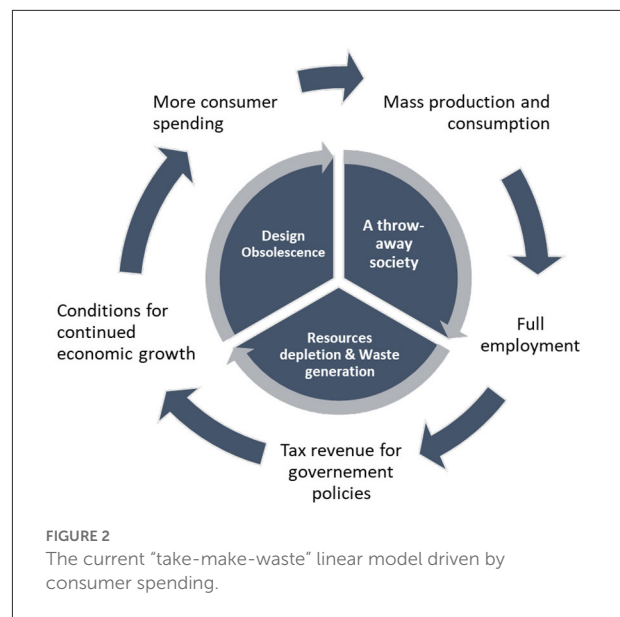 More consumer
spending
Mass production and
consumption
Design
Obsolescence
A throw-
away
society
Conditions for
continued
economic growth
Resources
depletion & Waste
generation
Full
employment
Tax revenue for
governement
policies
FIGURE 2
The current “take-make-waste” linear model driven by
consumer spending.